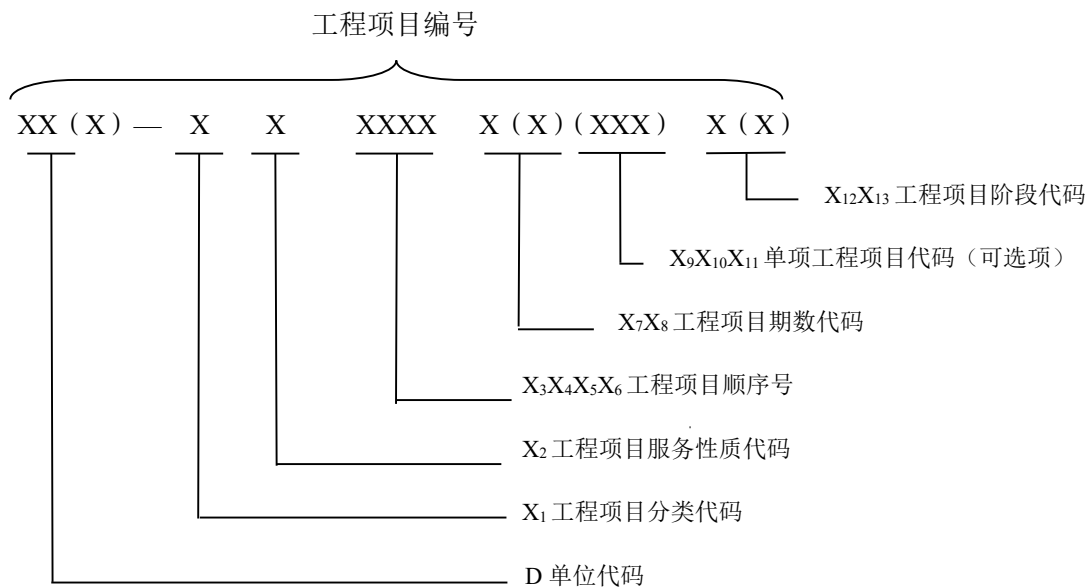 工程项目编号
XX（X）— X X XXXX X（X）（XXX） X（X）
X₁₂X₁₃ 工程项目阶段代码
X₉X₁₀X₁₁ 单项工程项目代码（可选项）
X₇X₈ 工程项目期数代码
X₃X₄X₅X₆ 工程项目顺序号
X₂ 工程项目服务性质代码
X₁ 工程项目分类代码
D 单位代码